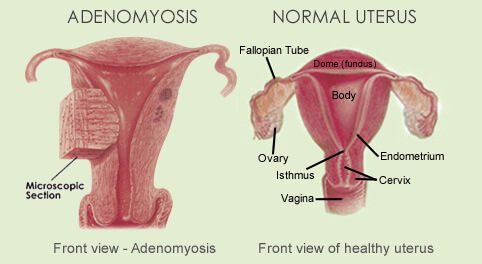 ADENOMYOSIS
NORMAL UTERUS
Fallopian Tube
Dome (fundus)
Body
Ovary
Isthmus
Endometrium
Cervix
Vagina
Microscopic
Section
Front view - Adenomyosis
Front view of healthy uterus